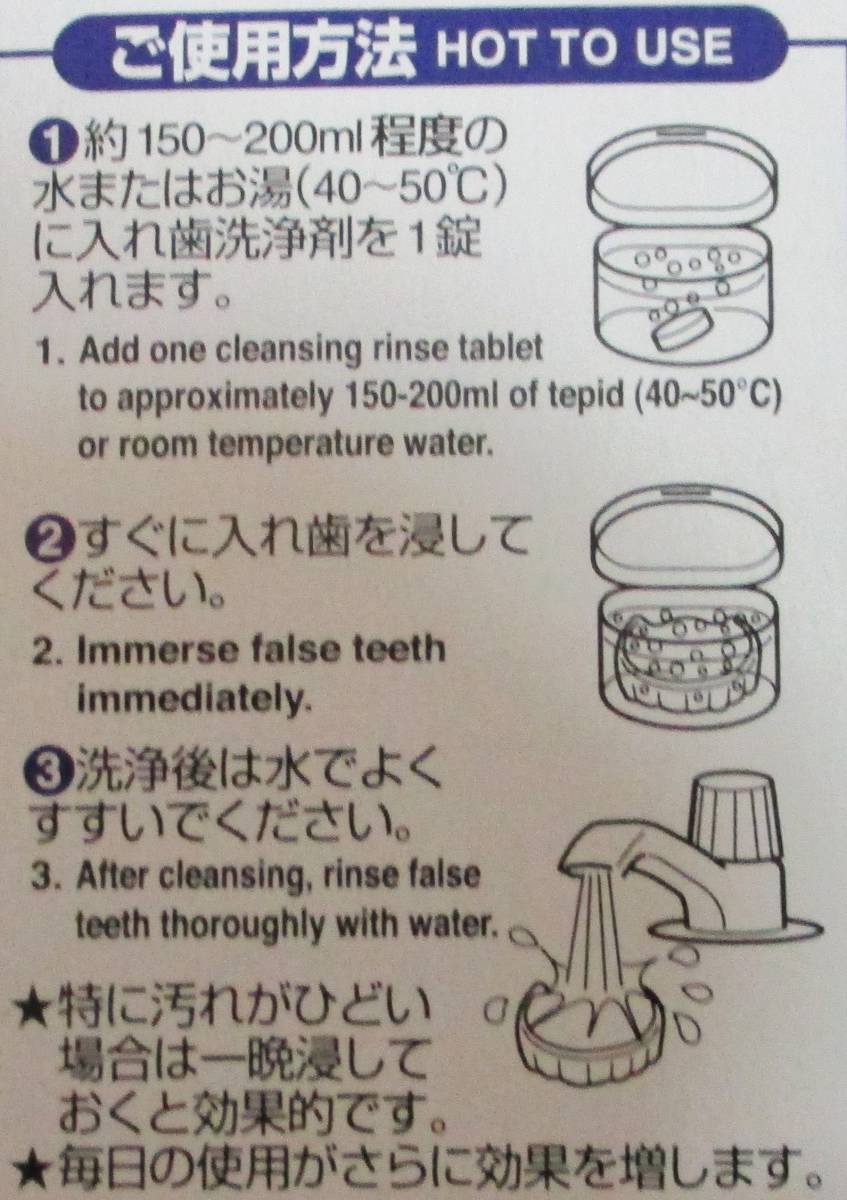 ご使用方法 HOT TO USE
❶約150～200ml程度の
水またはお湯(40～50℃)
に入れ歯洗浄剤を1錠
入れます。
1. Add one cleansing rinse tablet
to approximately 150-200ml of tepid (40~50°C)
or room temperature water.
❷すぐに入れ歯を浸して
ください。
2. Immerse false teeth
immediately.
❸洗浄後は水でよく
すすいでください。
3. After cleansing, rinse false
teeth thoroughly with water.
★特に汚れがひどい
場合は一晩浸して
おくと効果的です。
★毎日の使用がさらに効果を増します。